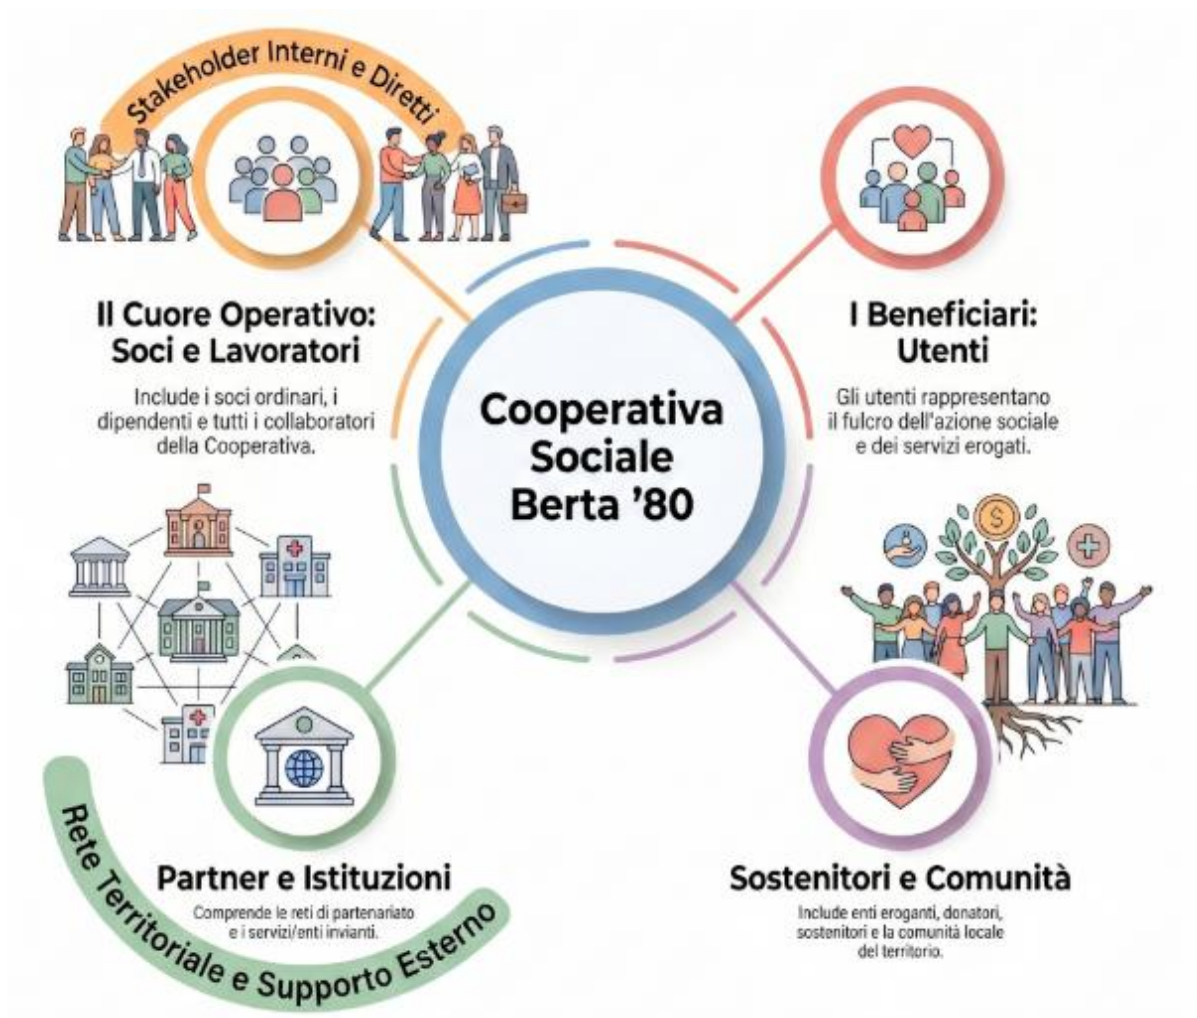 Stakeholder Interni e Diretti
Il Cuore Operativo:
Soci e Lavoratori
Include i soci ordinari, i
dipendenti e tutti i collaboratori
della Cooperativa.
I Beneficiari:
Utenti
Gli utenti rappresentano
il fulcro dell'azione sociale
e dei servizi erogati.
Cooperativa
Sociale
Berta '80
$
Partner e Istituzioni
Comprende le reti di partenariato
e i servizi/enti invianti.
Rete Territoriale e Supporto Esterno
Sostenitori e Comunità
Include enti eroganti, donatori,
sostenitori e la comunità locale
del territorio.